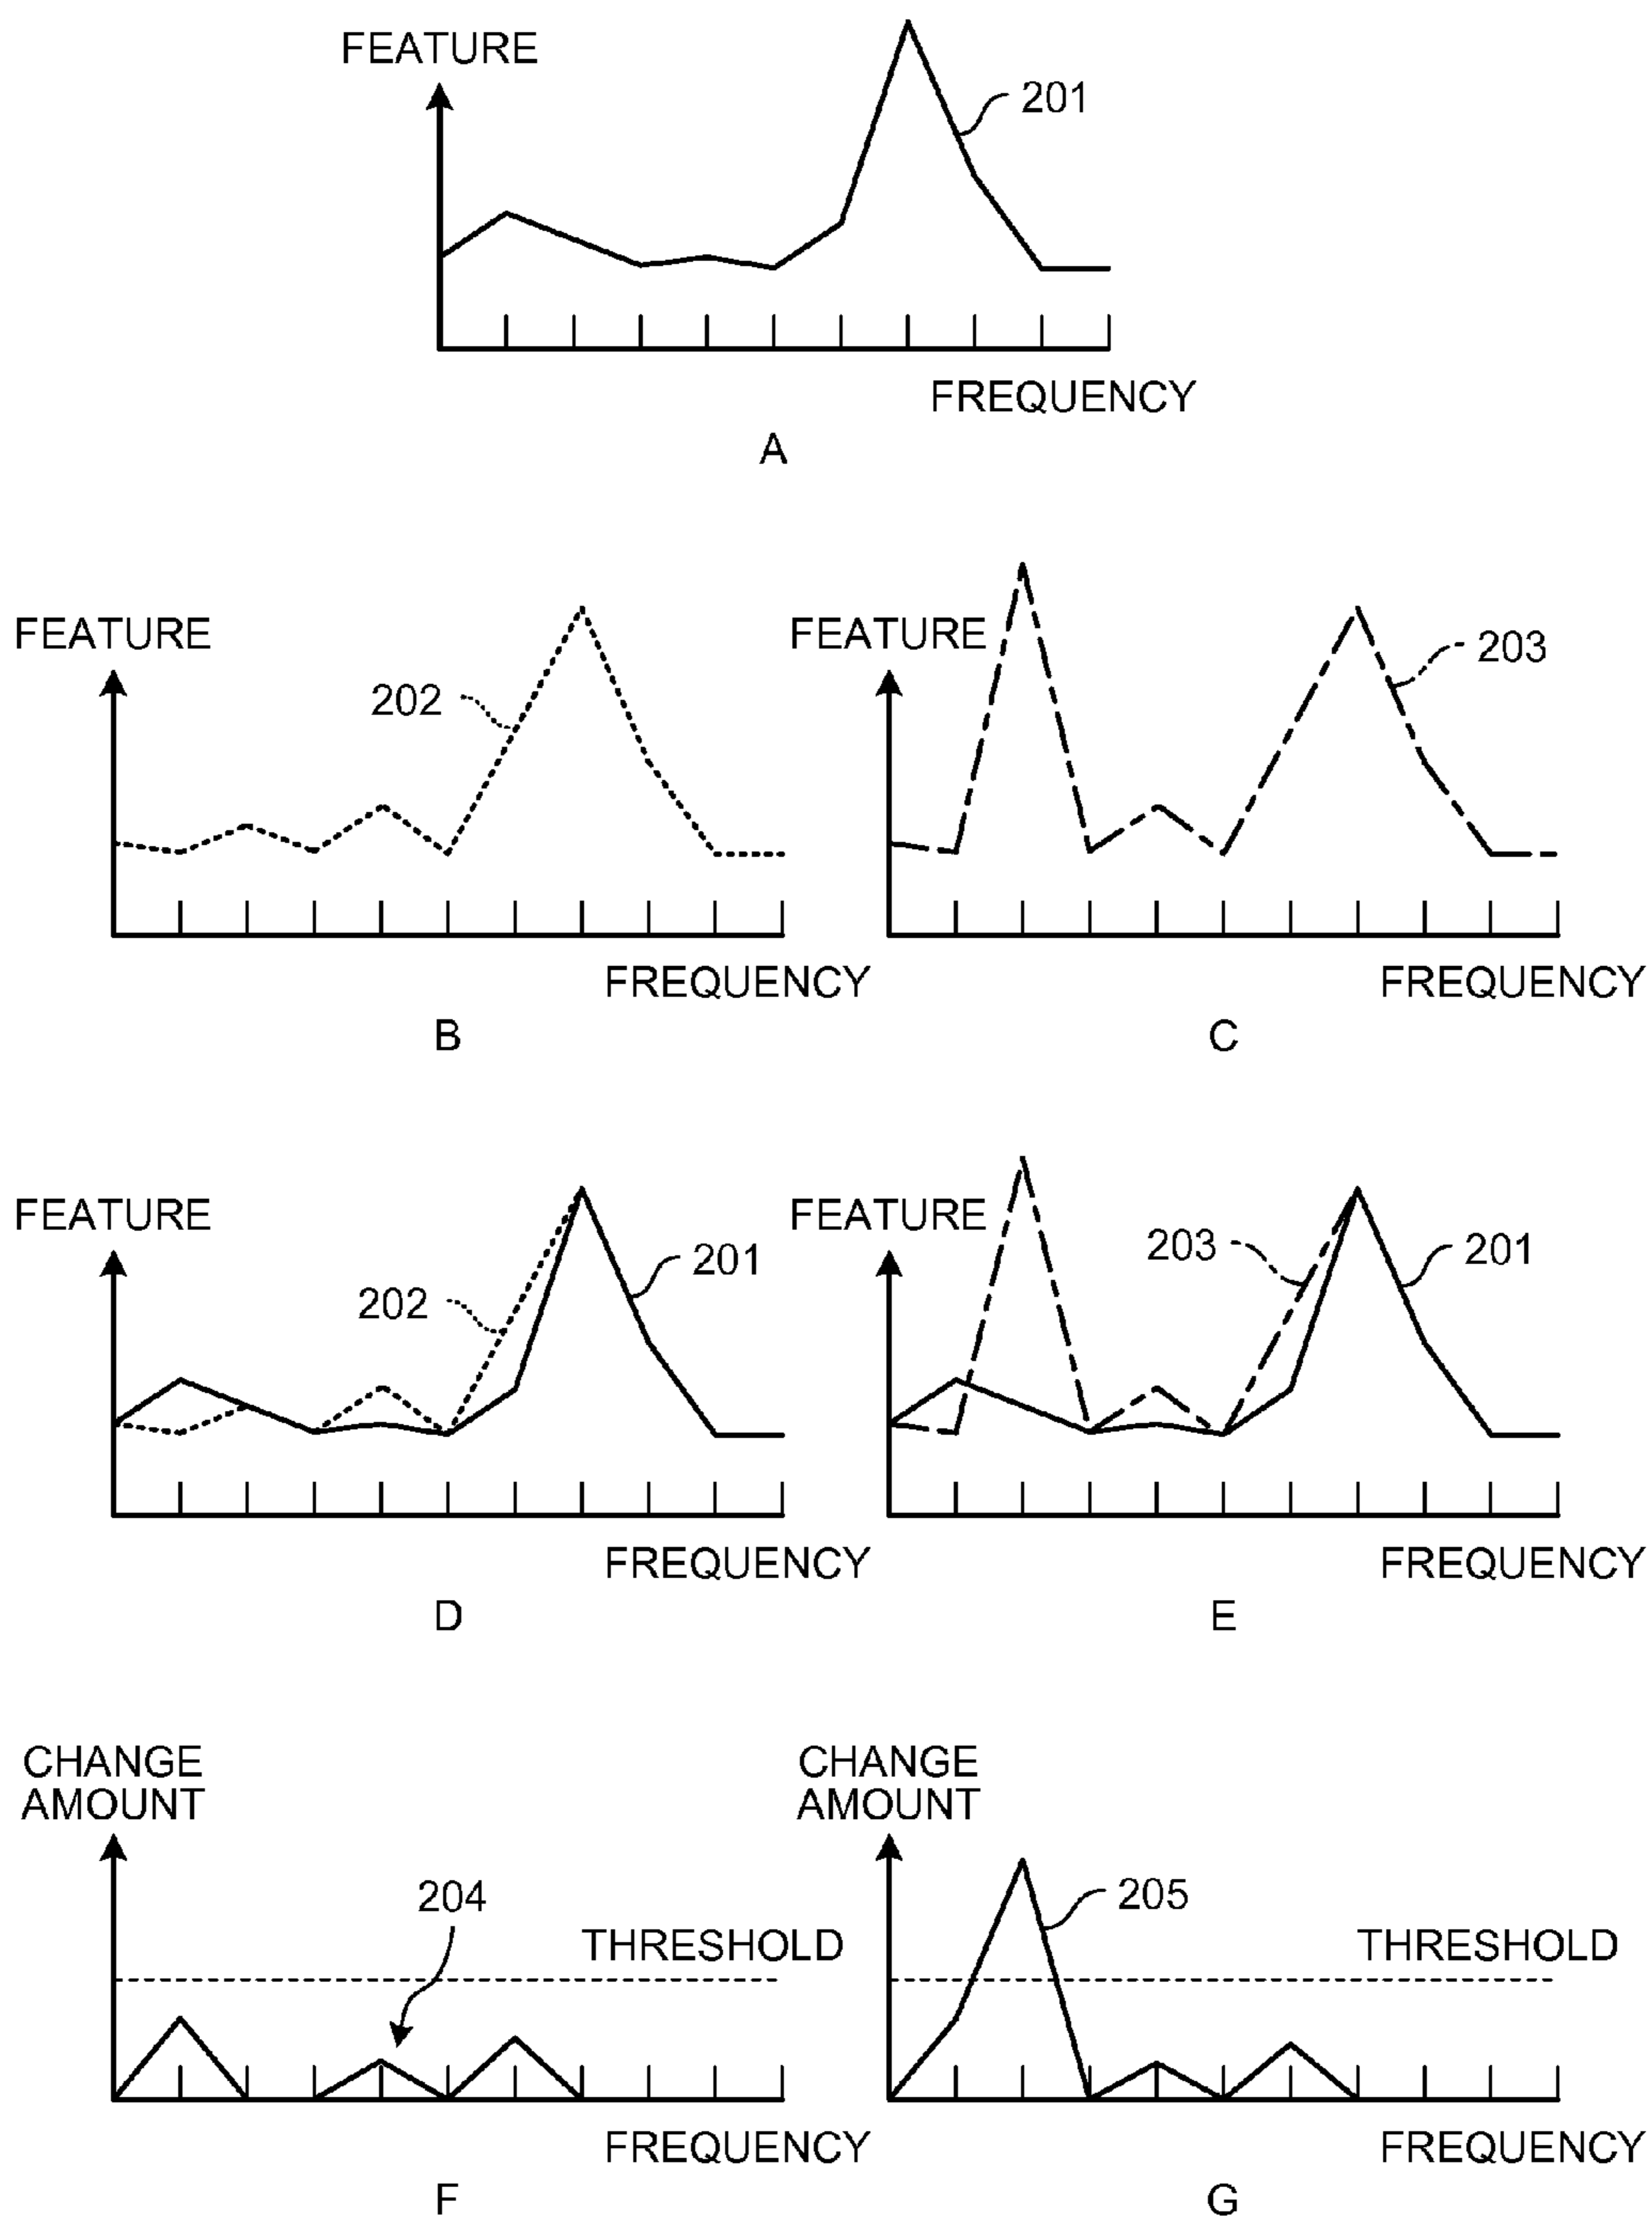 FEATURE
201
FREQUENCY
A
FEATURE
202
FREQUENCY
B
FEATURE
203
FREQUENCY
C
FEATURE
202
201
FREQUENCY
D
FEATURE
203
201
FREQUENCY
E
CHANGE
AMOUNT
204
THRESHOLD
FREQUENCY
F
CHANGE
AMOUNT
205
THRESHOLD
FREQUENCY
G